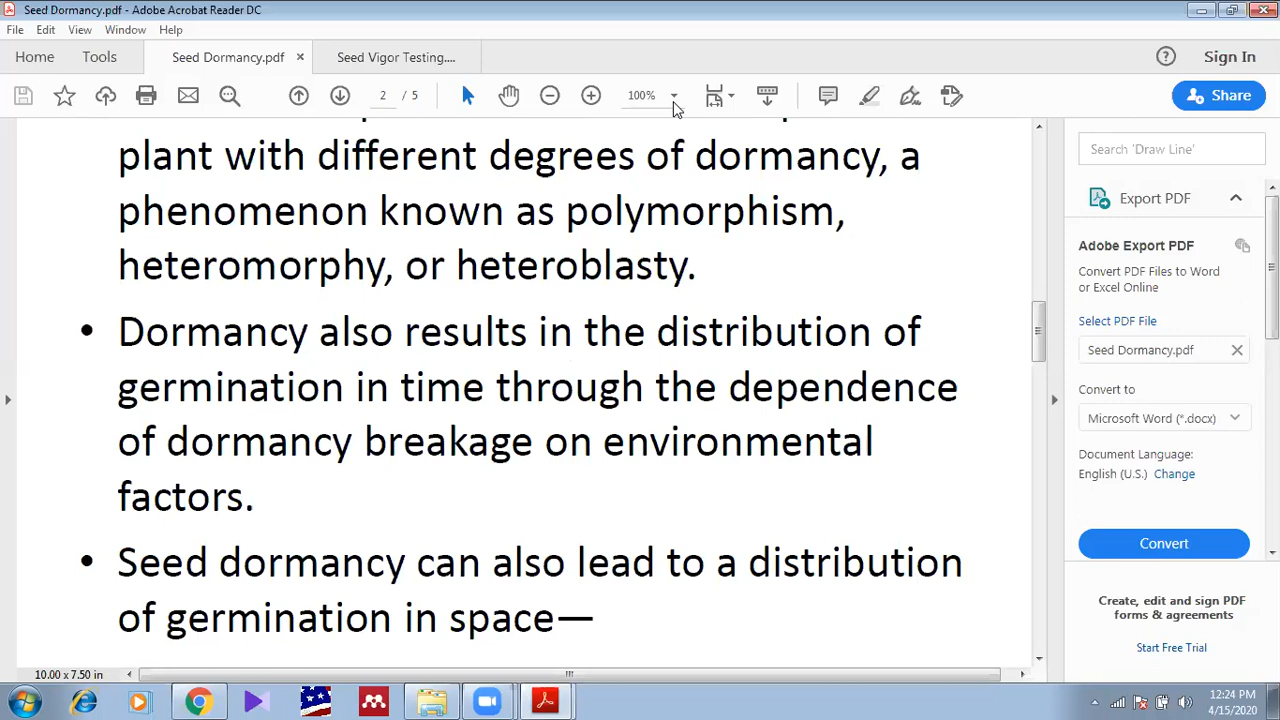 Seed Dormancy.pdf - Adobe Acrobat Reader DC
File Edit View Window Help
Home Tools Seed Dormancy.pdf × Seed Vigor Testing.... Sign In
2 / 5 100% Share
plant with different degrees of dormancy, a
phenomenon known as polymorphism,
heteromorphy, or heteroblasty.
• Dormancy also results in the distribution of
germination in time through the dependence
of dormancy breakage on environmental
factors.
• Seed dormancy can also lead to a distribution
of germination in space—
10.00 x 7.50 in
Search 'Draw Line'
Export PDF
Adobe Export PDF
Convert PDF Files to Word
or Excel Online
Select PDF File
Seed Dormancy.pdf
Convert to
Microsoft Word (*.docx)
Document Language:
English (U.S.) Change
Convert
Create, edit and sign PDF
forms & agreements
Start Free Trial
12:24 PM
4/15/2020